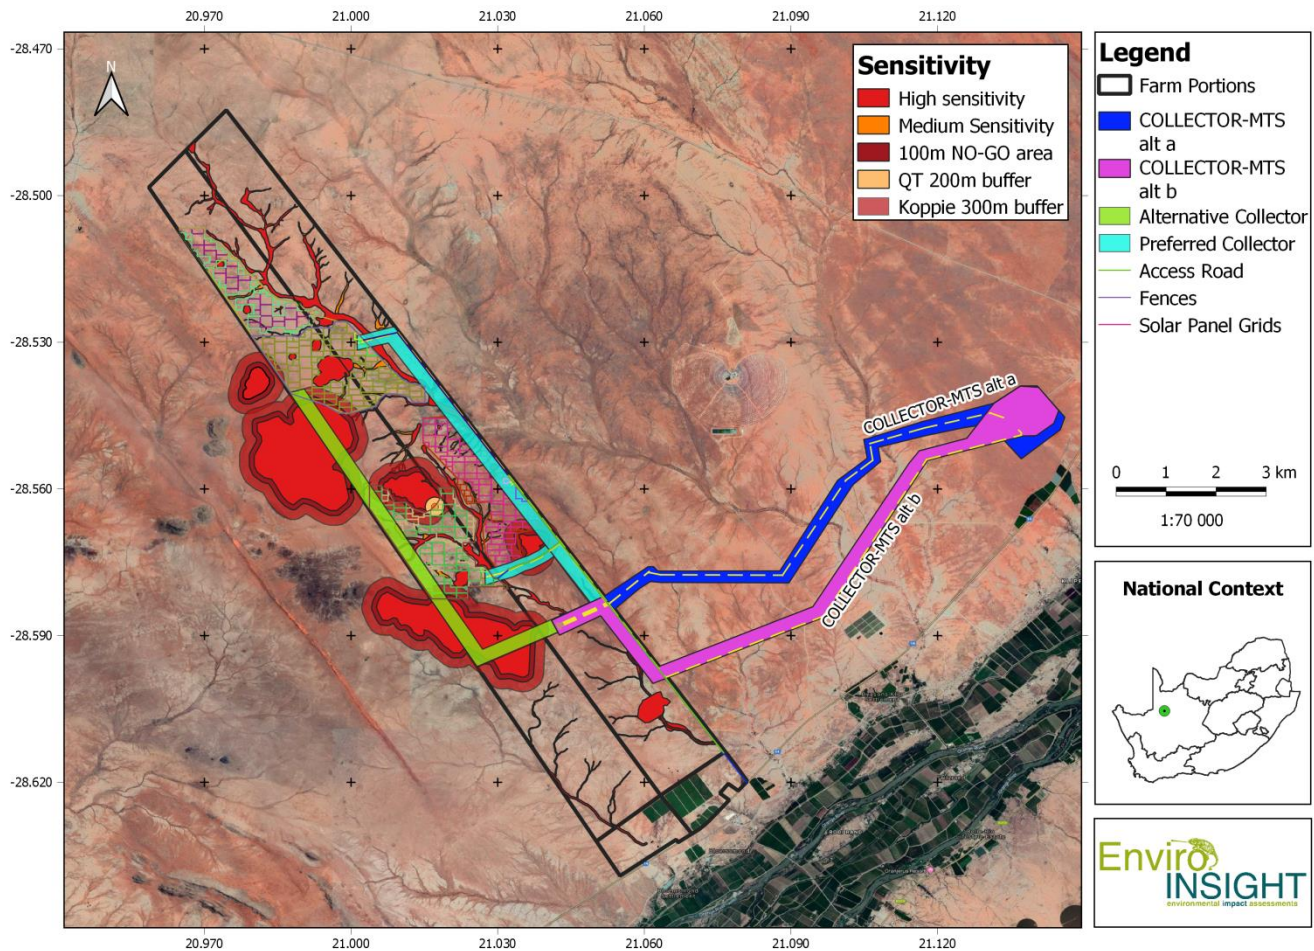 20.970 21.000 21.030 21.060 21.090 21.120
-28.470
-28.500
-28.530
-28.560
-28.590
-28.620
20.970 21.000 21.030 21.060 21.090 21.120
N
Sensitivity
High sensitivity
Medium Sensitivity
100m NO-GO area
QT 200m buffer
Koppie 300m buffer
COLLECTOR-MTS alt a
COLLECTOR-MTS alt b
Legend
Farm Portions
COLLECTOR-MTS
alt a
COLLECTOR-MTS
alt b
Alternative Collector
Preferred Collector
Access Road
Fences
Solar Panel Grids
0 1 2 3 km
1:70 000
National Context
Enviro
INSIGHT
environmental impact assessments